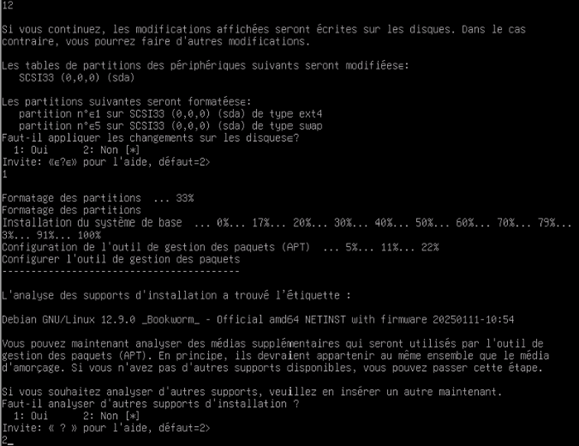 12
Si vous continuez, les modifications affichées seront écrites sur les disques. Dans le cas
contraire, vous pourrez faire d'autres modifications.
Les tables de partitions des périphériques suivants seront modifiéesε:
SCSI33 (0,0,0) (sda)
Les partitions suivantes seront formatéesε:
partition n°ε1 sur SCSI33 (0,0,0) (sda) de type ext4
partition n°ε5 sur SCSI33 (0,0,0) (sda) de type swap
Faut-il appliquer les changements sur les disquesε?
1: Oui 2: Non [*]
Invite: «ε?ε» pour l'aide, défaut=2>
1
Formatage des partitions ... 33%
Formatage des partitions
Installation du système de base ... 0%... 17%... 20%... 30%... 40%... 50%... 60%... 70%... 79%...
3%... 91%... 100%
Configuration de l'outil de gestion des paquets (APT) ... 5%... 11%... 22%
Configurer l'outil de gestion des paquets
----------------------------------------
L'analyse des supports d'installation a trouvé l'étiquette :
Debian GNU/Linux 12.9.0 _Bookworm_ - Official amd64 NETINST with firmware 20250111-10:54
Vous pouvez maintenant analyser des médias supplémentaires qui seront utilisés par l'outil de
gestion des paquets (APT). En principe, ils devraient appartenir au même ensemble que le média
d'amorçage. Si vous n'avez pas d'autres supports disponibles, vous pouvez passer cette étape.
Si vous souhaitez analyser d'autres supports, veuillez en insérer un autre maintenant.
Faut-il analyser d'autres supports d'installation ?
1: Oui 2: Non [*]
Invite: « ? » pour l'aide, défaut=2>
2_